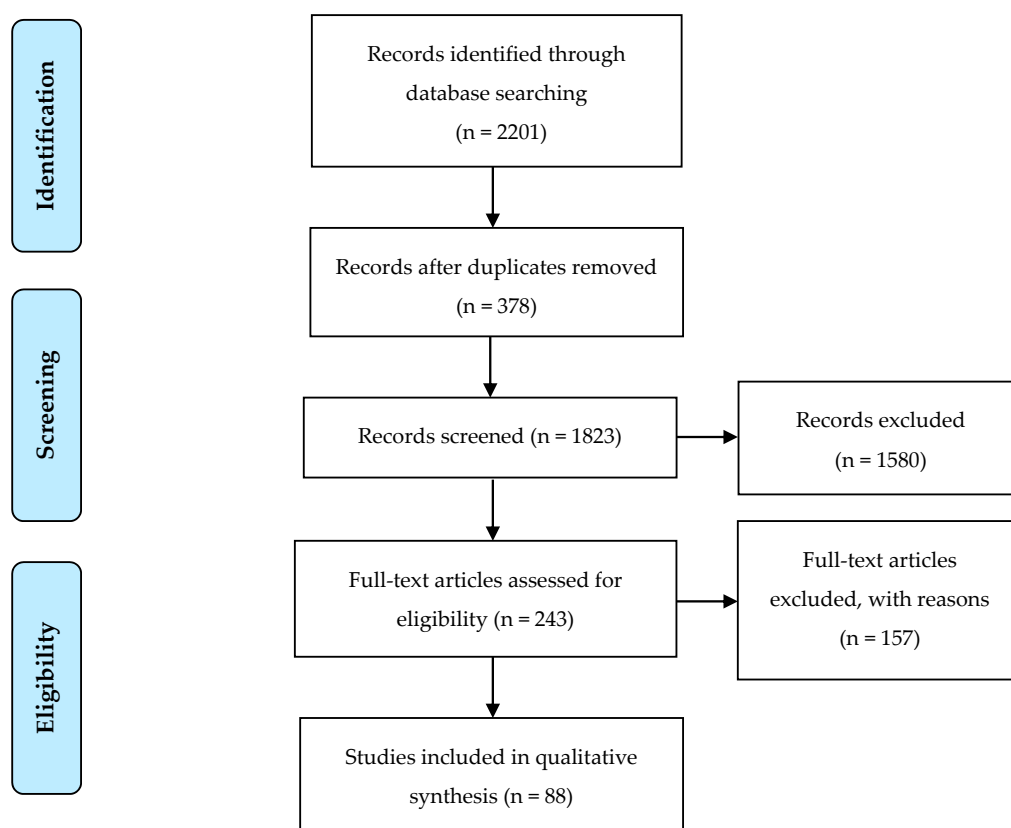 Identification
Records identified through
database searching
(n = 2201)
Records after duplicates removed
(n = 378)
Screening
Records screened (n = 1823)
Records excluded
(n = 1580)
Eligibility
Full-text articles assessed for
eligibility (n = 243)
Full-text articles
excluded, with reasons
(n = 157)
Studies included in qualitative
synthesis (n = 88)